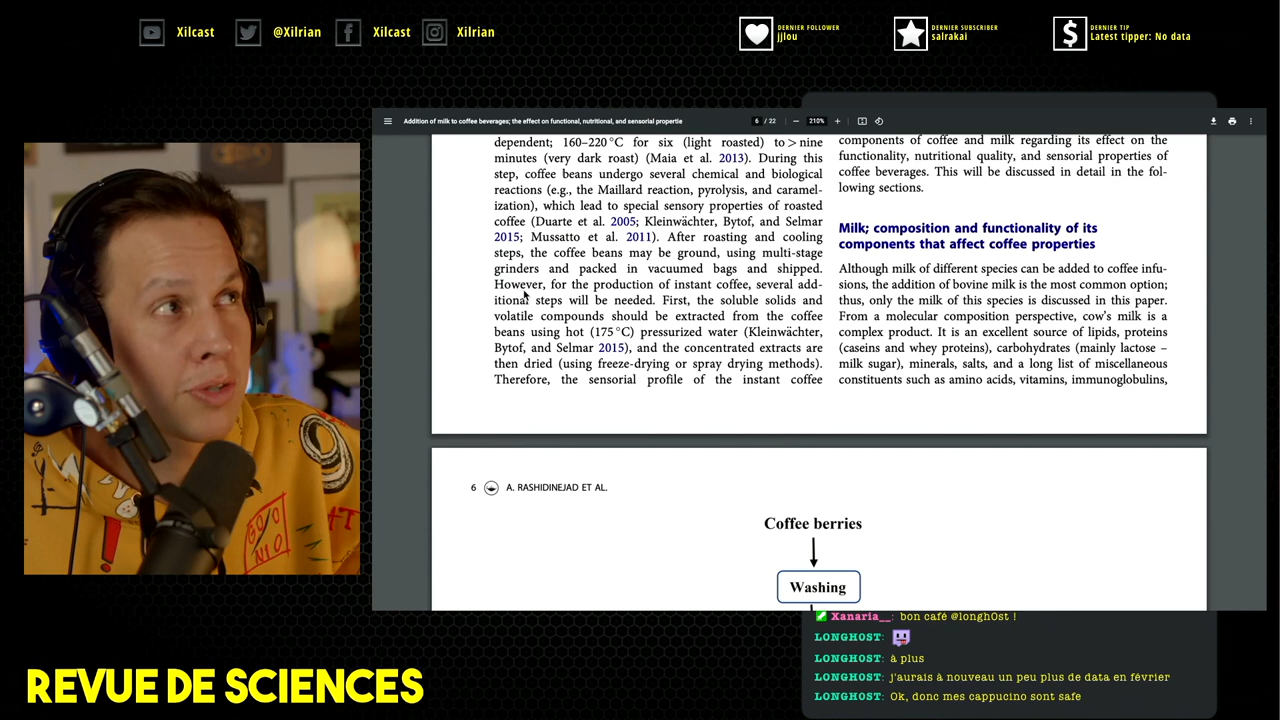 Xilcast
@Xilrian
Xilcast
Xilrian
DERNIER FOLLOWER
jjlou
DERNIER SUBSCRIBER
salrakai
DERNIER TIP
Latest tipper: No data
Addition of milk to coffee beverages; the effect on functional, nutritional, and sensorial propertie
6 / 22
210%
dependent; 160–220 °C for six (light roasted) to > nine
minutes (very dark roast) (Maia et al. 2013). During this
step, coffee beans undergo several chemical and biological
reactions (e.g., the Maillard reaction, pyrolysis, and caramel-
ization), which lead to special sensory properties of roasted
coffee (Duarte et al. 2005; Kleinwächter, Bytof, and Selmar
2015; Mussatto et al. 2011). After roasting and cooling
steps, the coffee beans may be ground, using multi-stage
grinders and packed in vacuumed bags and shipped.
However, for the production of instant coffee, several add-
itional steps will be needed. First, the soluble solids and
volatile compounds should be extracted from the coffee
beans using hot (175 °C) pressurized water (Kleinwächter,
Bytof, and Selmar 2015), and the concentrated extracts are
then dried (using freeze-drying or spray drying methods).
Therefore, the sensorial profile of the instant coffee
components of coffee and milk regarding its effect on the
functionality, nutritional quality, and sensorial properties of
coffee beverages. This will be discussed in detail in the fol-
lowing sections.
Milk; composition and functionality of its
components that affect coffee properties
Although milk of different species can be added to coffee infu-
sions, the addition of bovine milk is the most common option;
thus, only the milk of this species is discussed in this paper.
From a molecular composition perspective, cow's milk is a
complex product. It is an excellent source of lipids, proteins
(caseins and whey proteins), carbohydrates (mainly lactose –
milk sugar), minerals, salts, and a long list of miscellaneous
constituents such as amino acids, vitamins, immunoglobulins,
6 A. RASHIDINEJAD ET AL.
Coffee berries
Washing
Xanaria__: bon café @longh0st !
LONGHOST:
LONGHOST: à plus
LONGHOST: j'aurais à nouveau un peu plus de data en février
LONGHOST: Ok, donc mes cappucino sont safe
REVUE DE SCIENCES